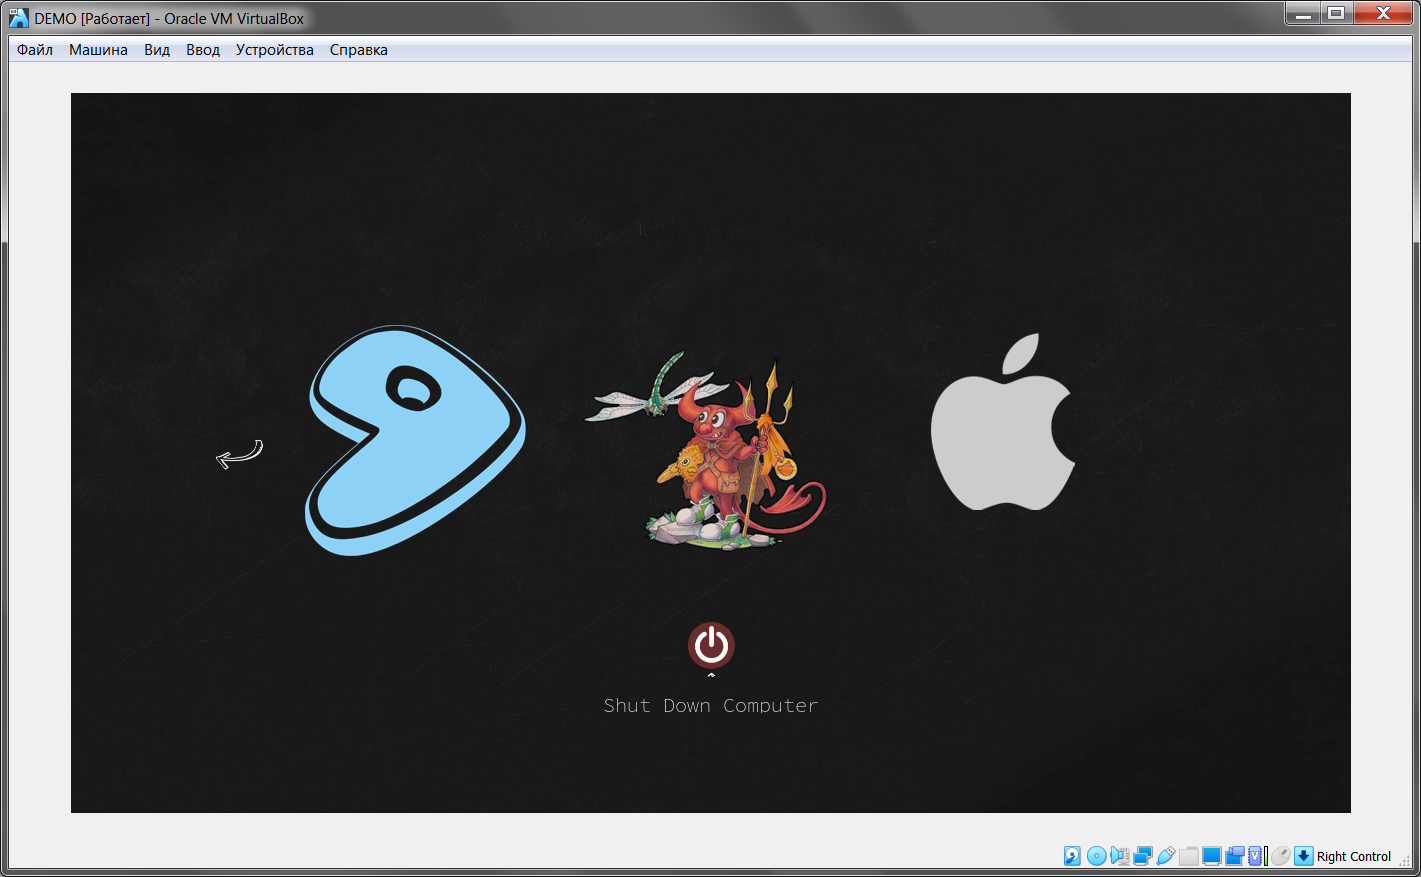 DEMO [Работает] - Oracle VM VirtualBox
Файл Машина Вид Ввод Устройства Справка
Shut Down Computer
Right Control